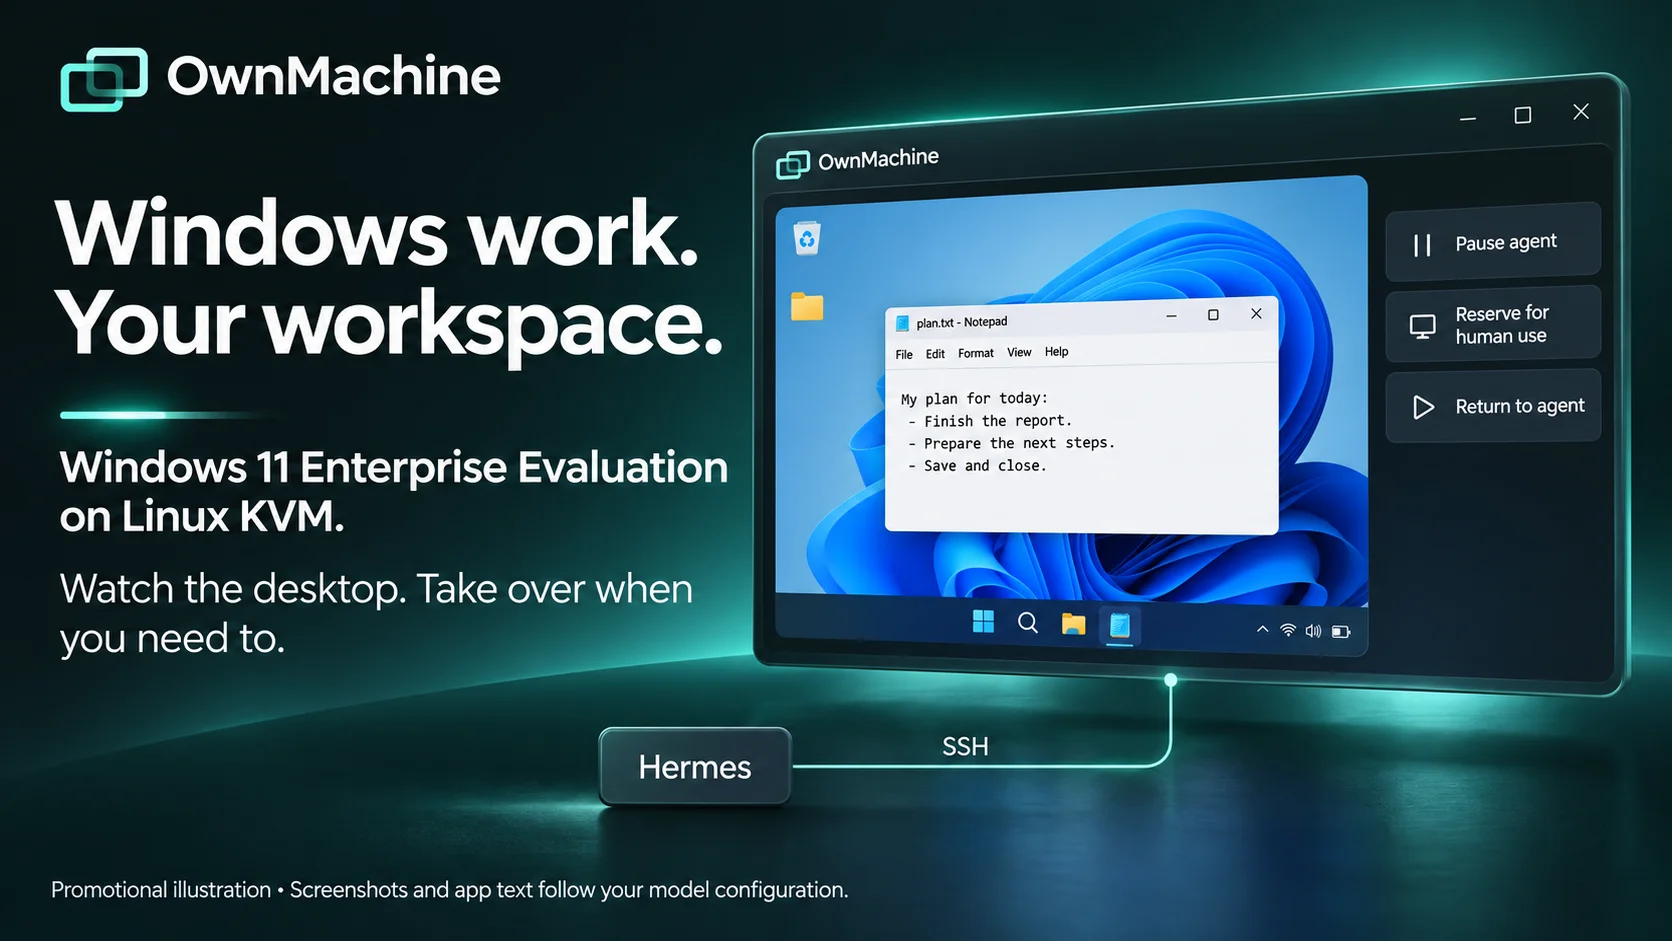 OwnMachine
Windows work.
Your workspace.
Windows 11 Enterprise Evaluation
on Linux KVM.
Watch the desktop. Take over when
you need to.
OwnMachine
plan.txt - Notepad
File Edit Format View Help
My plan for today:
- Finish the report.
- Prepare the next steps.
- Save and close.
Pause agent
Reserve for
human use
Return to agent
Hermes
SSH
Promotional illustration • Screenshots and app text follow your model configuration.